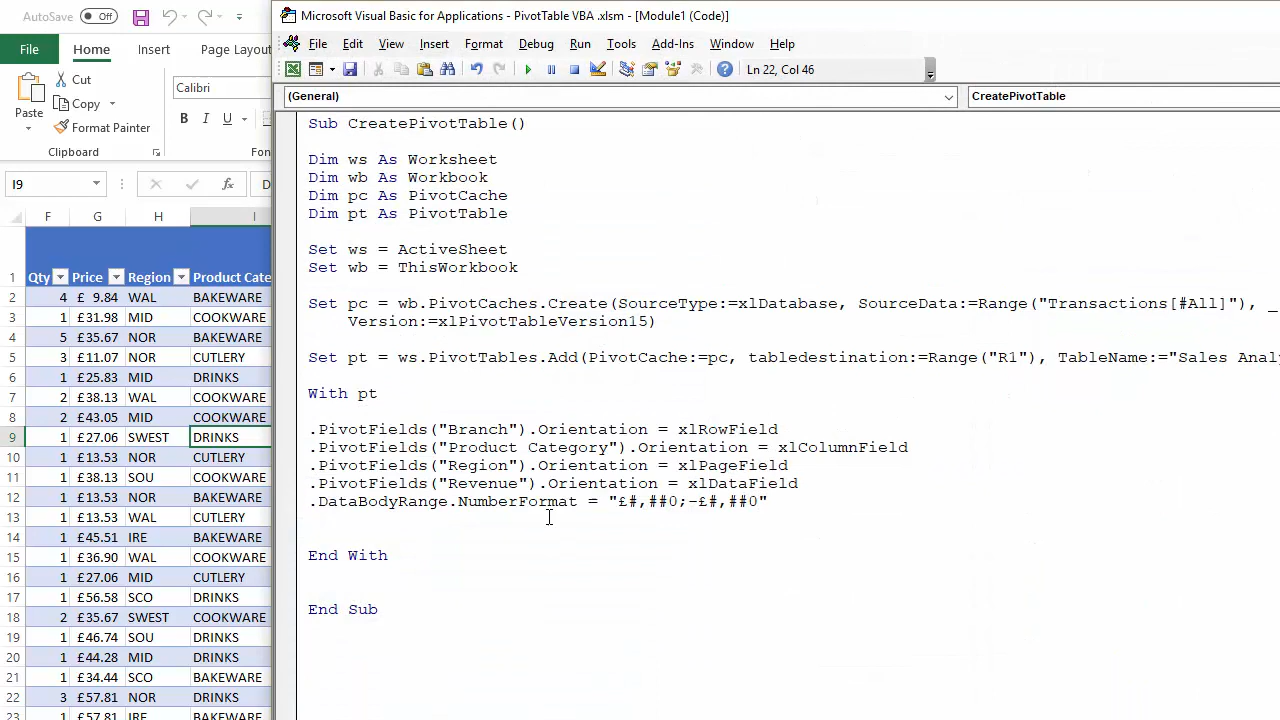 AutoSave Off
Microsoft Visual Basic for Applications - PivotTable VBA .xlsm - [Module1 (Code)]
File Home Insert Page Layout
File Edit View Insert Format Debug Run Tools Add-Ins Window Help
Ln 22, Col 46
Paste
Cut
Copy
Format Painter
Clipboard
Calibri
B I U
Fon
(General)
CreatePivotTable
I9
fx D
F G H I
1 Qty Price Region Product Cate
2 4 £ 9.84 WAL BAKEWARE
3 1 £31.98 MID COOKWARE
4 5 £35.67 NOR BAKEWARE
5 3 £11.07 NOR CUTLERY
6 1 £25.83 MID DRINKS
7 2 £38.13 WAL COOKWARE
8 2 £43.05 MID COOKWARE
9 1 £27.06 SWEST DRINKS
10 1 £13.53 NOR CUTLERY
11 1 £38.13 SOU COOKWARE
12 1 £13.53 NOR BAKEWARE
13 1 £13.53 WAL CUTLERY
14 1 £45.51 IRE BAKEWARE
15 1 £36.90 WAL COOKWARE
16 1 £27.06 MID CUTLERY
17 1 £56.58 SCO DRINKS
18 2 £35.67 SWEST COOKWARE
19 1 £46.74 SOU DRINKS
20 1 £44.28 MID DRINKS
21 1 £34.44 SCO BAKEWARE
22 3 £57.81 NOR DRINKS
23 1 £57.81 IRE BAKEWARE
Sub CreatePivotTable()
Dim ws As Worksheet
Dim wb As Workbook
Dim pc As PivotCache
Dim pt As PivotTable
Set ws = ActiveSheet
Set wb = ThisWorkbook
Set pc = wb.PivotCaches.Create(SourceType:=xlDatabase, SourceData:=Range("Transactions[#All]"), _
Version:=xlPivotTableVersion15)
Set pt = ws.PivotTables.Add(PivotCache:=pc, tabledestination:=Range("R1"), TableName:="Sales Analy
With pt
.PivotFields("Branch").Orientation = xlRowField
.PivotFields("Product Category").Orientation = xlColumnField
.PivotFields("Region").Orientation = xlPageField
.PivotFields("Revenue").Orientation = xlDataField
.DataBodyRange.NumberFormat = "£#,##0;-£#,##0"
End With
End Sub